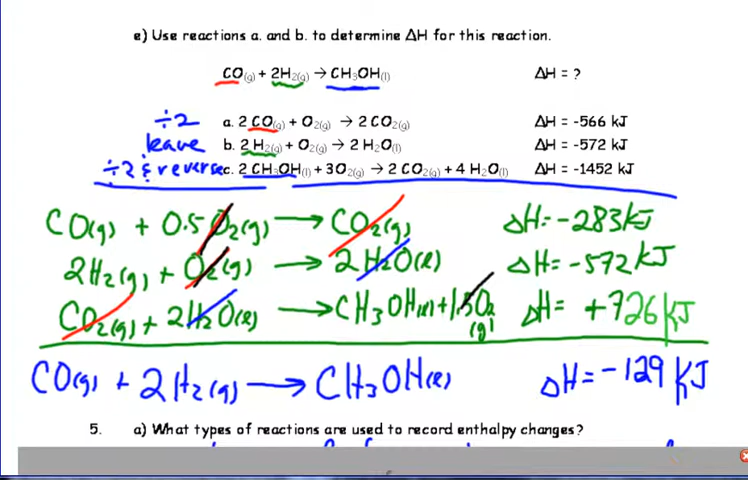 e) Use reactions a. and b. to determine ΔH for this reaction.
CO(g) + 2H2(g) → CH3OH(l) ΔH = ?
÷2 a. 2 CO(g) + O2(g) → 2 CO2(g) ΔH = -566 kJ
leave b. 2 H2(g) + O2(g) → 2 H2O(l) ΔH = -572 kJ
÷2 & reverse c. 2 CH3OH(l) + 3O2(g) → 2 CO2(g) + 4 H2O(l) ΔH = -1452 kJ
CO(g) + 0.5 O2(g) → CO2(g) ΔH = -283 kJ
2H2(g) + O2(g) → 2 H2O(l) ΔH = -572 kJ
CO2(g) + 2H2O(l) → CH3OH(l) + 1.5O2(g) ΔH = +726 kJ
CO(g) + 2H2(g) → CH3OH(l) ΔH = -129 kJ
5. a) What types of reactions are used to record enthalpy changes?